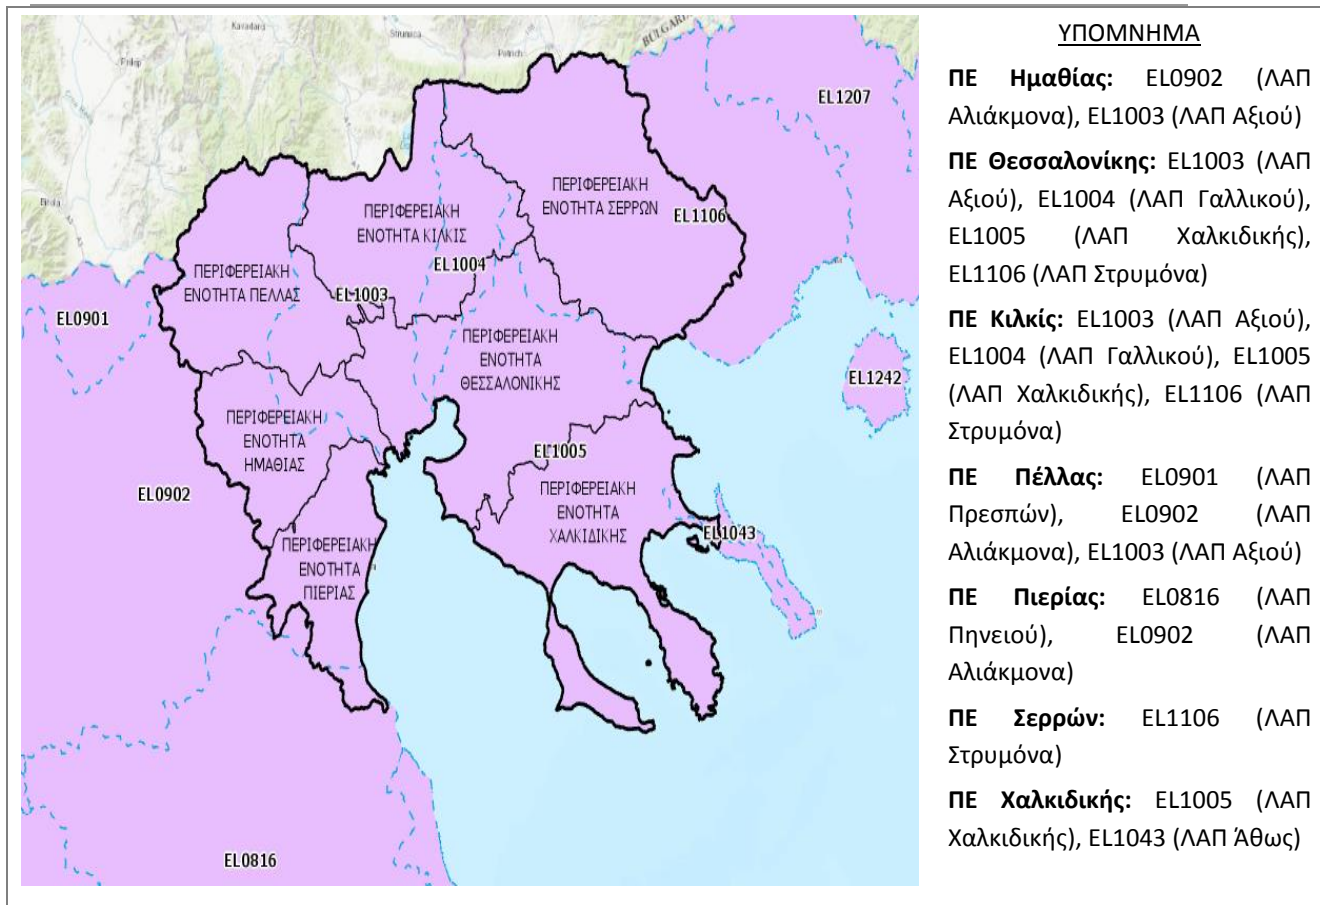 Kavadarci
Strumica
Petrich
BULGARIA
Prilep
Bitola
EL1207
ΠΕΡΙΦΕΡΕΙΑΚΗ
ΕΝΟΤΗΤΑ ΣΕΡΡΩΝ
EL1106
ΠΕΡΙΦΕΡΕΙΑΚΗ
ΕΝΟΤΗΤΑ ΚΙΛΚΙΣ
EL1004
ΠΕΡΙΦΕΡΕΙΑΚΗ
ΕΝΟΤΗΤΑ ΠΕΛΛΑΣ
EL1003
EL0901
ΠΕΡΙΦΕΡΕΙΑΚΗ
ΕΝΟΤΗΤΑ
ΘΕΣΣΑΛΟΝΙΚΗΣ
EL1242
ΠΕΡΙΦΕΡΕΙΑΚΗ
ΕΝΟΤΗΤΑ
ΗΜΑΘΙΑΣ
EL1005
EL0902
ΠΕΡΙΦΕΡΕΙΑΚΗ
ΕΝΟΤΗΤΑ
ΧΑΛΚΙΔΙΚΗΣ
EL1043
ΠΕΡΙΦΕΡΕΙΑΚΗ
ΕΝΟΤΗΤΑ
ΠΙΕΡΙΑΣ
EL0816
ΥΠΟΜΝΗΜΑ
ΠΕ Ημαθίας: EL0902 (ΛΑΠ
Αλιάκμονα), EL1003 (ΛΑΠ Αξιού)
ΠΕ Θεσσαλονίκης: EL1003 (ΛΑΠ
Αξιού), EL1004 (ΛΑΠ Γαλλικού),
EL1005 (ΛΑΠ Χαλκιδικής),
EL1106 (ΛΑΠ Στρυμόνα)
ΠΕ Κιλκίς: EL1003 (ΛΑΠ Αξιού),
EL1004 (ΛΑΠ Γαλλικού), EL1005
(ΛΑΠ Χαλκιδικής), EL1106 (ΛΑΠ
Στρυμόνα)
ΠΕ Πέλλας: EL0901 (ΛΑΠ
Πρεσπών), EL0902 (ΛΑΠ
Αλιάκμονα), EL1003 (ΛΑΠ Αξιού)
ΠΕ Πιερίας: EL0816 (ΛΑΠ
Πηνειού), EL0902 (ΛΑΠ
Αλιάκμονα)
ΠΕ Σερρών: EL1106 (ΛΑΠ
Στρυμόνα)
ΠΕ Χαλκιδικής: EL1005 (ΛΑΠ
Χαλκιδικής), EL1043 (ΛΑΠ Άθως)